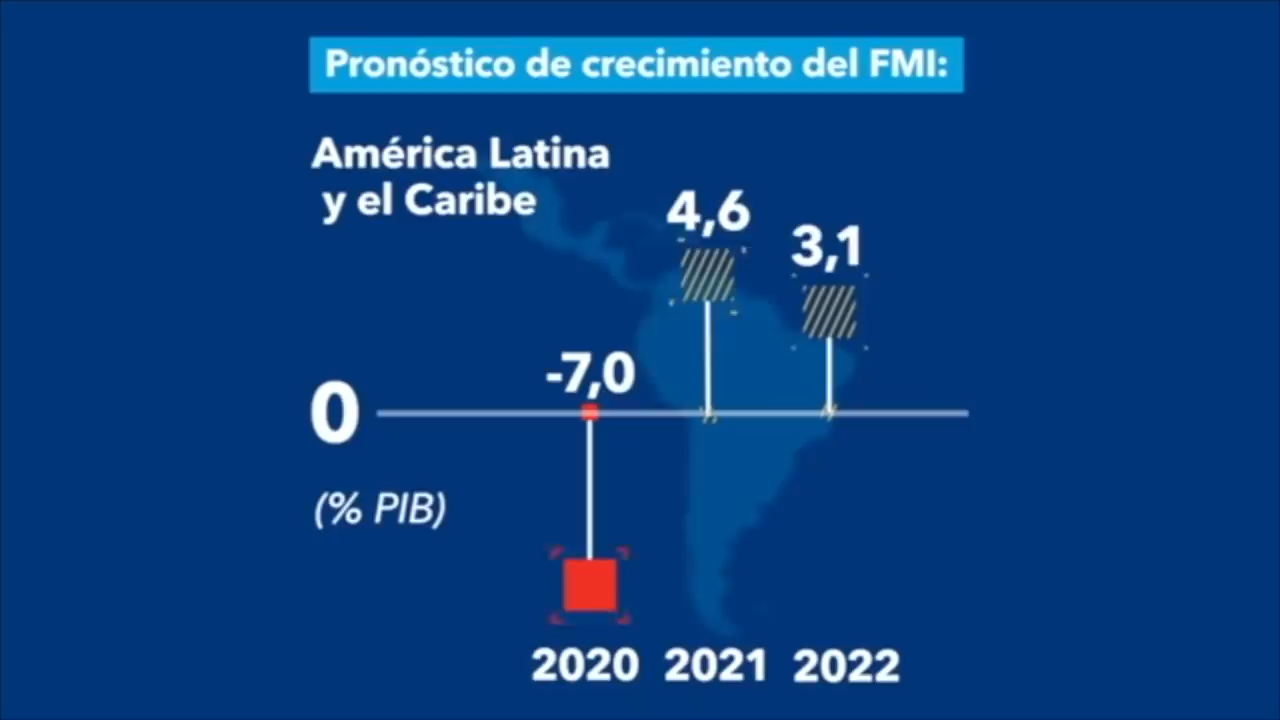 Pronóstico de crecimiento del FMI:
América Latina
y el Caribe
4,6
3,1
-7,0
0
(% PIB)
2020 2021 2022